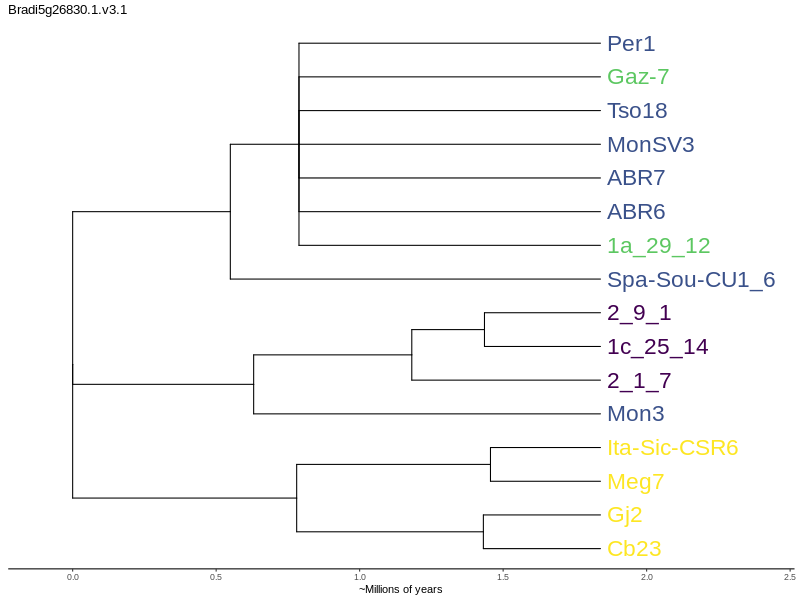 Bradi5g26830.1.v3.1
Per1
Gaz-7
Tso18
MonSV3
ABR7
ABR6
1a_29_12
Spa-Sou-CU1_6
2_9_1
1c_25_14
2_1_7
Mon3
Ita-Sic-CSR6
Meg7
Gj2
Cb23
0.0 0.5 1.0 1.5 2.0 2.5
~Millions of years